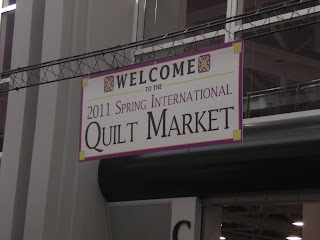 WELCOME
TO THE
2011 SPRING INTERNATIONAL
QUILT MARKET
C